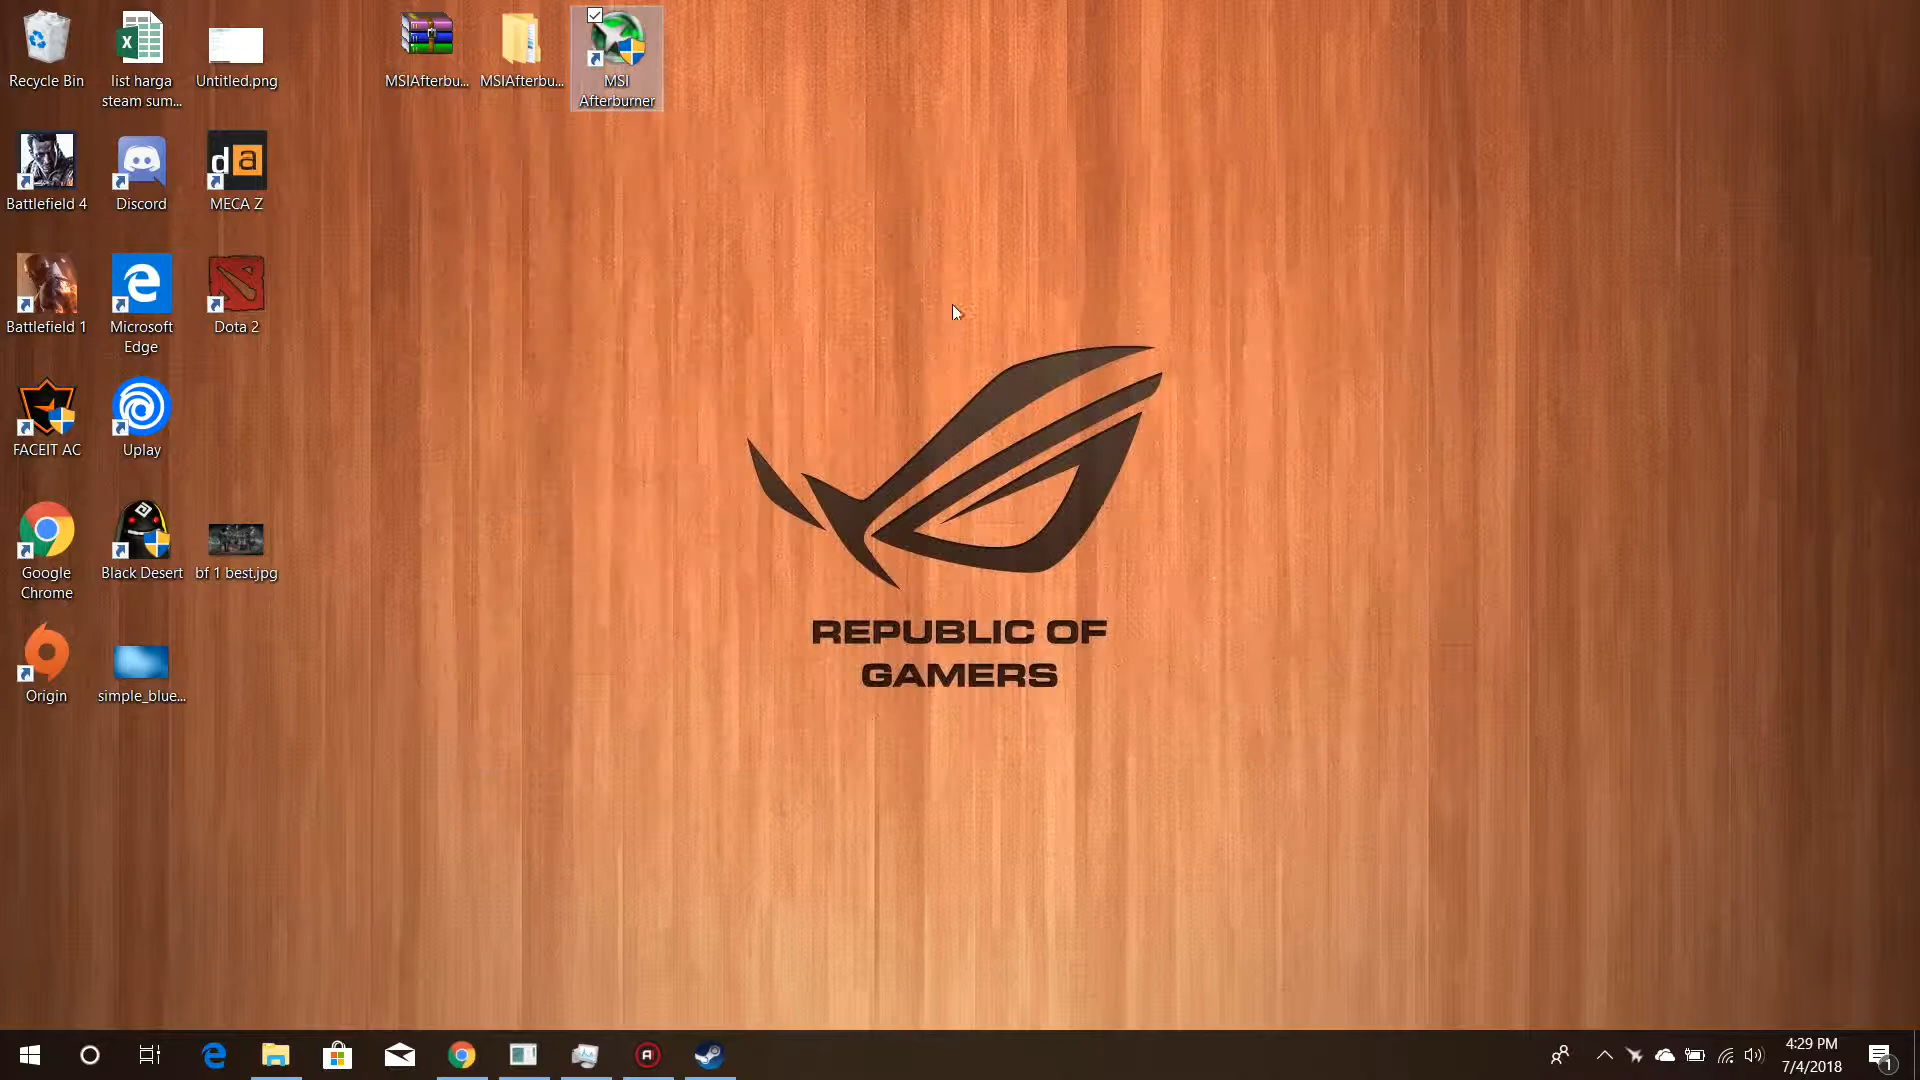 Recycle Bin
list harga
steam sum...
Untitled.png
MSIAfterbu...
MSIAfterbu...
MSI
Afterburner
Battlefield 4
Discord
da
MECA Z
Battlefield 1
Microsoft
Edge
Dota 2
FACEIT AC
Uplay
Google
Chrome
Black Desert
bf 1 best.jpg
Origin
simple_blue...
REPUBLIC OF
GAMERS
4:29 PM
7/4/2018
1